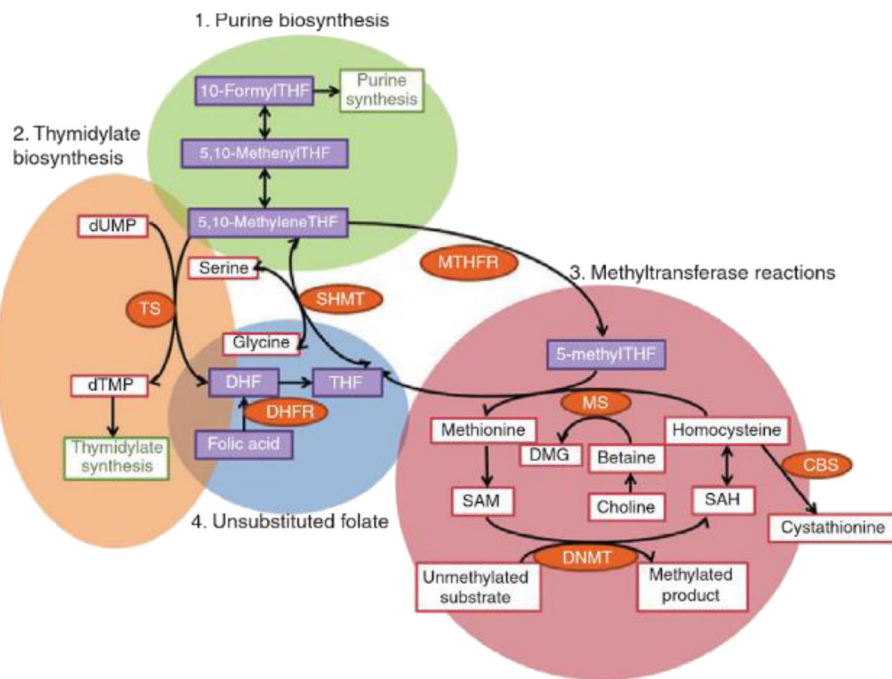 1. Purine biosynthesis
10-FormylTHF
Purine
synthesis
2. Thymidylate
biosynthesis
5,10-MethenylTHF
dUMP
5,10-MethyleneTHF
Serine
MTHFR
3. Methyltransferase reactions
TS
SHMT
Glycine
5-methylTHF
dTMP
DHF
THF
DHFR
MS
Folic acid
Methionine
Homocysteine
Thymidylate
synthesis
DMG
Betaine
CBS
4. Unsubstituted folate
SAM
Choline
SAH
Cystathionine
DNMT
Unmethylated
substrate
Methylated
product